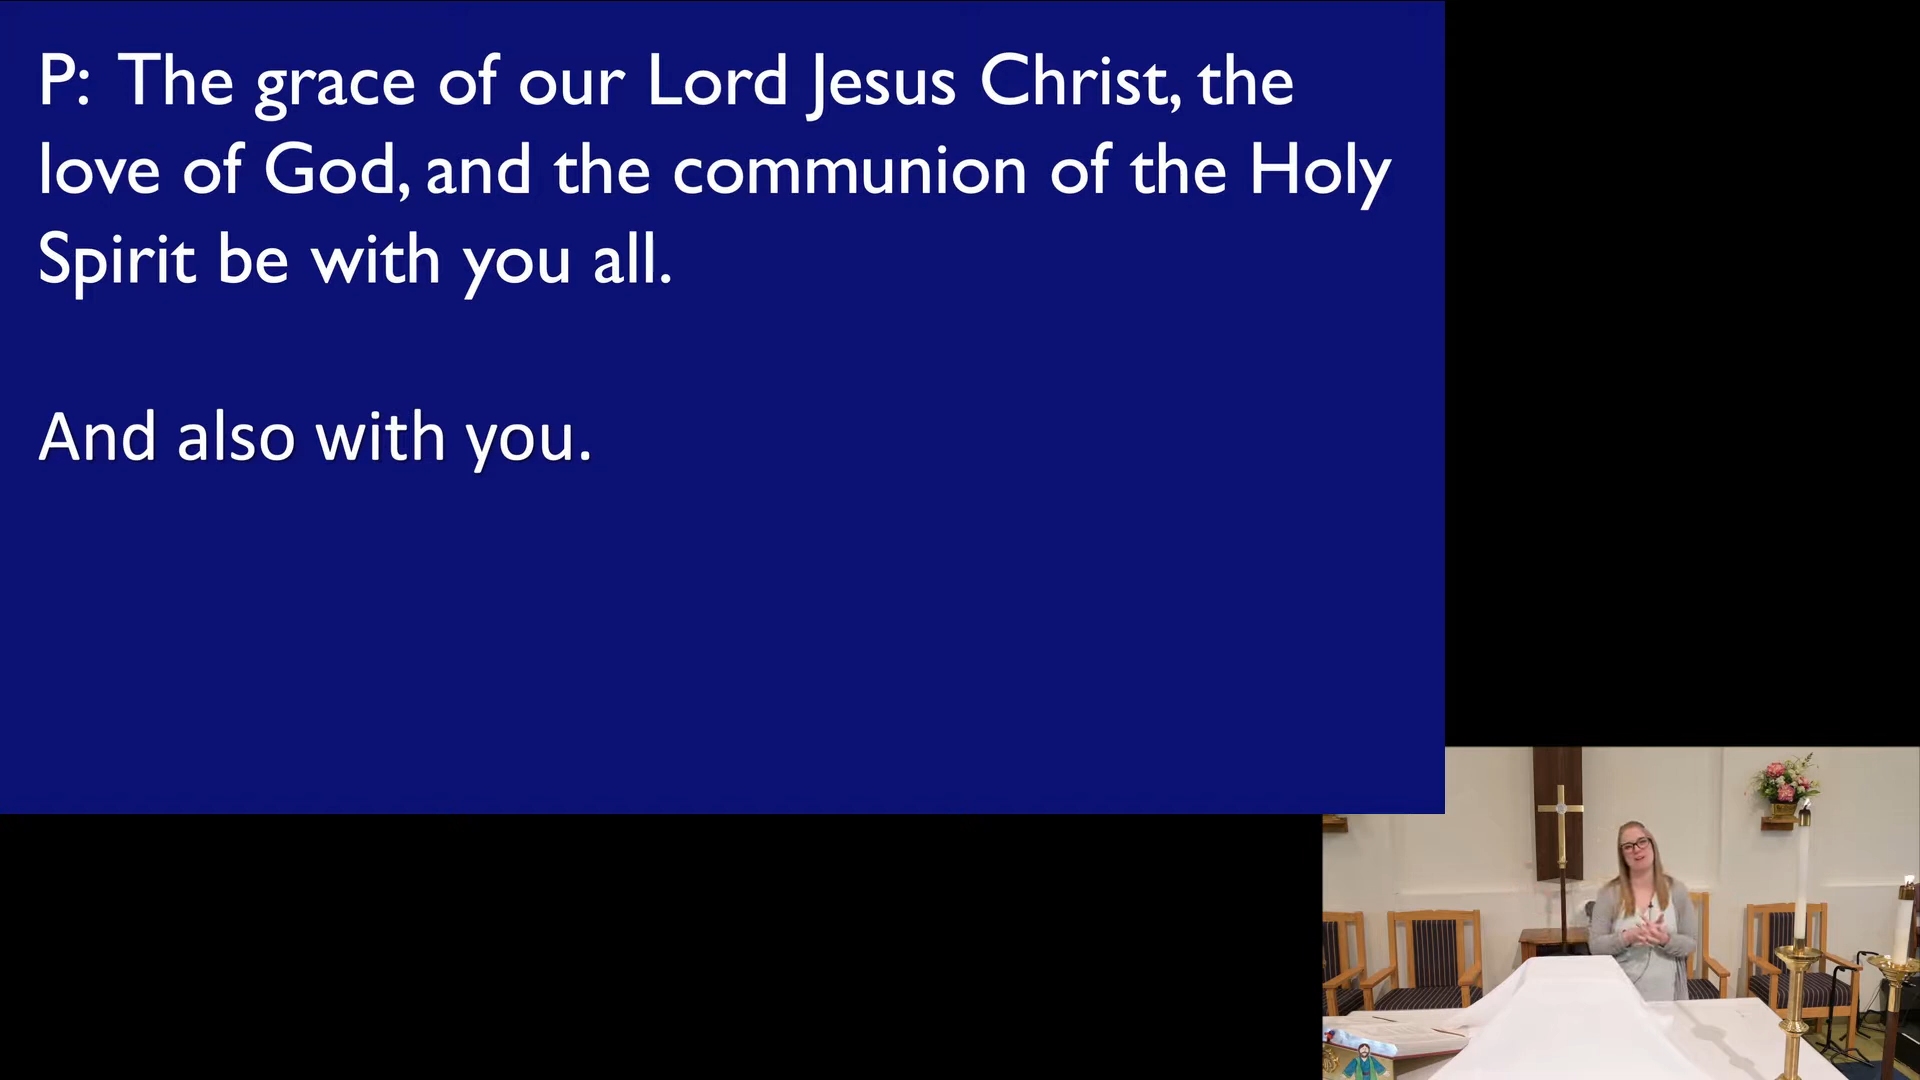 P: The grace of our Lord Jesus Christ, the
love of God, and the communion of the Holy
Spirit be with you all.
And also with you.